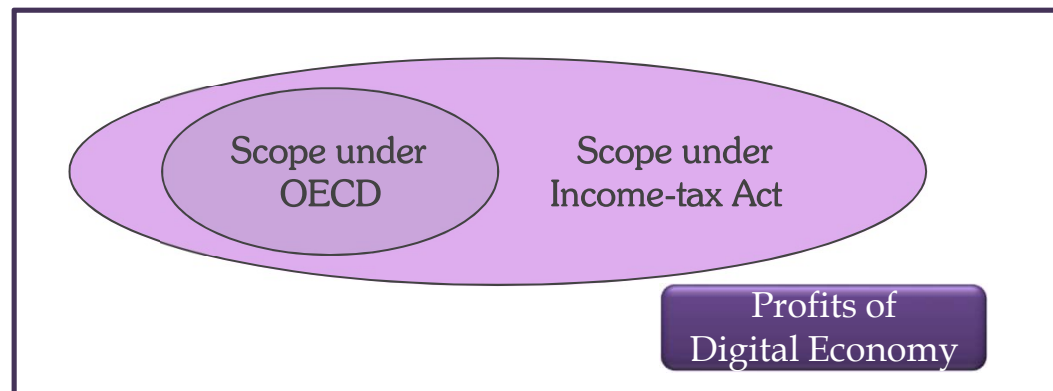 Scope under
OECD
Scope under
Income-tax Act
Profits of
Digital Economy